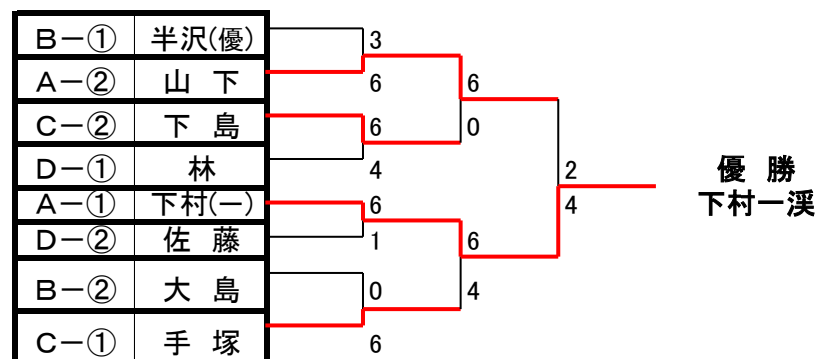 B－① 半沢(優)
A－② 山 下
C－② 下 島
D－① 林
A－① 下村(一)
D－② 佐 藤
B－② 大 島
C－① 手 塚
3
6
6
4
6
1
0
6
6
0
6
4
2
4
優 勝
下村一渓